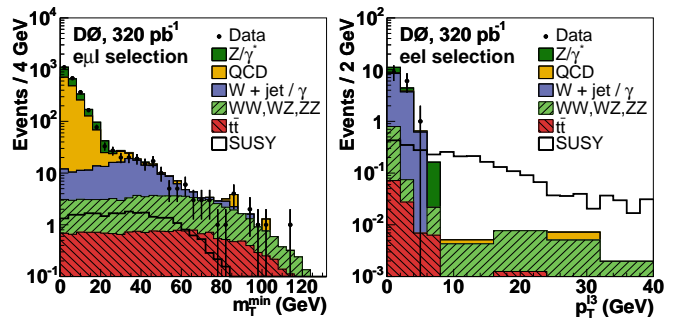 DØ, 320 pb⁻¹
eμl selection
Data
Z/γ*
QCD
W + jet / γ
WW,WZ,ZZ
tt̄
SUSY
Events / 4 GeV
10⁴
10³
10²
10
1
10⁻¹
0 20 40 60 80 100 120
m_T^min (GeV)
DØ, 320 pb⁻¹
eel selection
Data
Z/γ*
QCD
W + jet / γ
WW,WZ,ZZ
tt̄
SUSY
Events / 2 GeV
10²
10
1
10⁻¹
10⁻²
10⁻³
0 10 20 30 40
p_T^l3 (GeV)